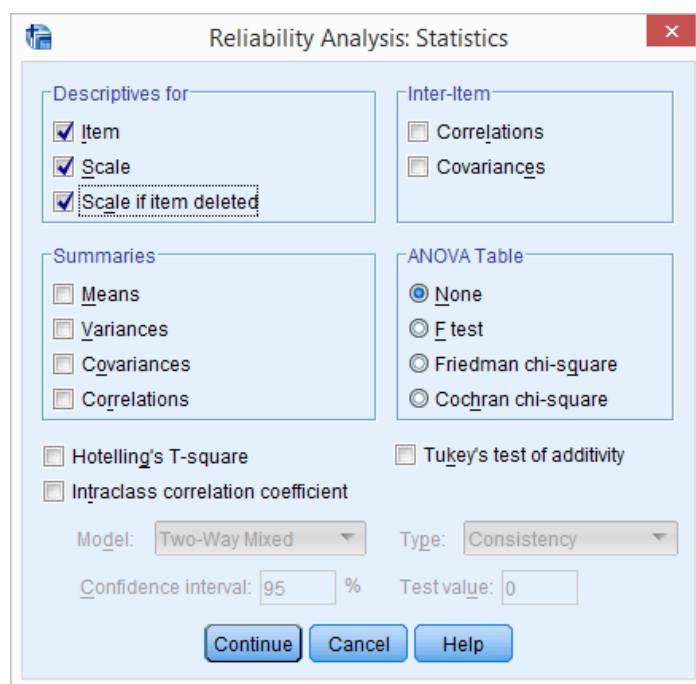 Reliability Analysis: Statistics
Descriptives for
Item
Scale
Scale if item deleted
Inter-Item
Correlations
Covariances
Summaries
Means
Variances
Covariances
Correlations
ANOVA Table
None
F test
Friedman chi-square
Cochran chi-square
Hotelling's T-square
Tukey's test of additivity
Intraclass correlation coefficient
Model: Two-Way Mixed
Type: Consistency
Confidence interval: 95 %
Test value: 0
Continue
Cancel
Help